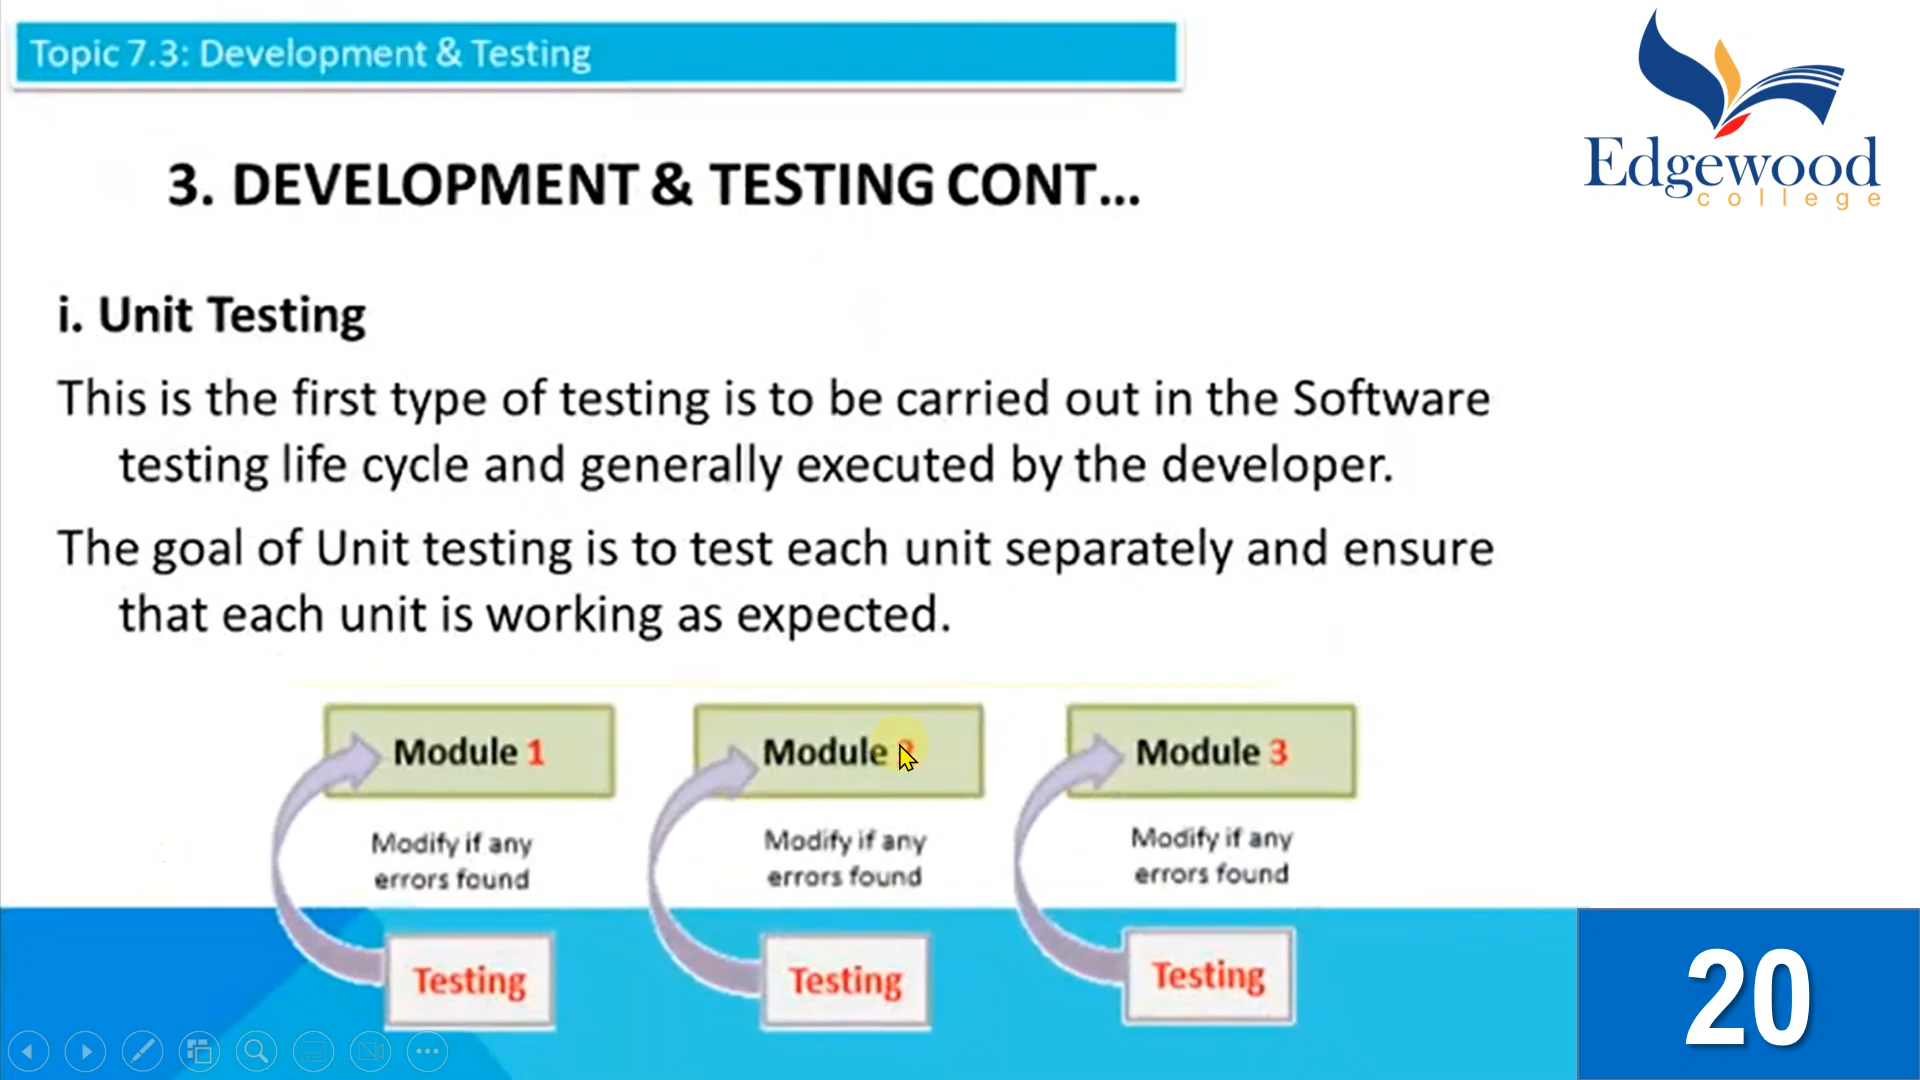 Topic 7.3: Development & Testing
Edgewood
college
3. DEVELOPMENT & TESTING CONT...
i. Unit Testing
This is the first type of testing is to be carried out in the Software
testing life cycle and generally executed by the developer.
The goal of Unit testing is to test each unit separately and ensure
that each unit is working as expected.
Module 1
Module
Module 3
Modify if any
errors found
Modify if any
errors found
Modify if any
errors found
Testing
Testing
Testing
20